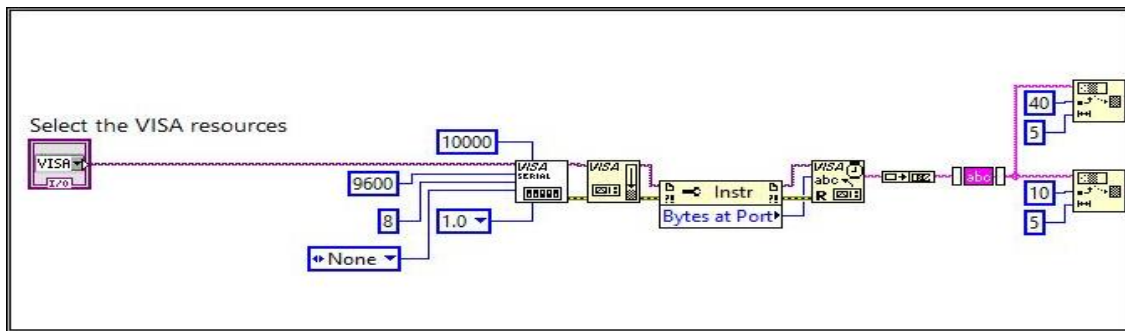 Select the VISA resources
VISA
I/O
10000
9600
8
1.0
None
VISA
SERIAL
VISA
Instr
Bytes at Port
VISA
abc
R
abc
40
5
10
5